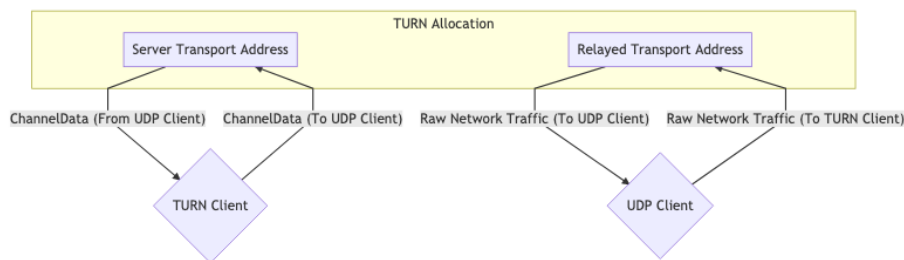 TURN Allocation
Server Transport Address
Relayed Transport Address
ChannelData (From UDP Client)
ChannelData (To UDP Client)
Raw Network Traffic (To UDP Client)
Raw Network Traffic (To TURN Client)
TURN Client
UDP Client